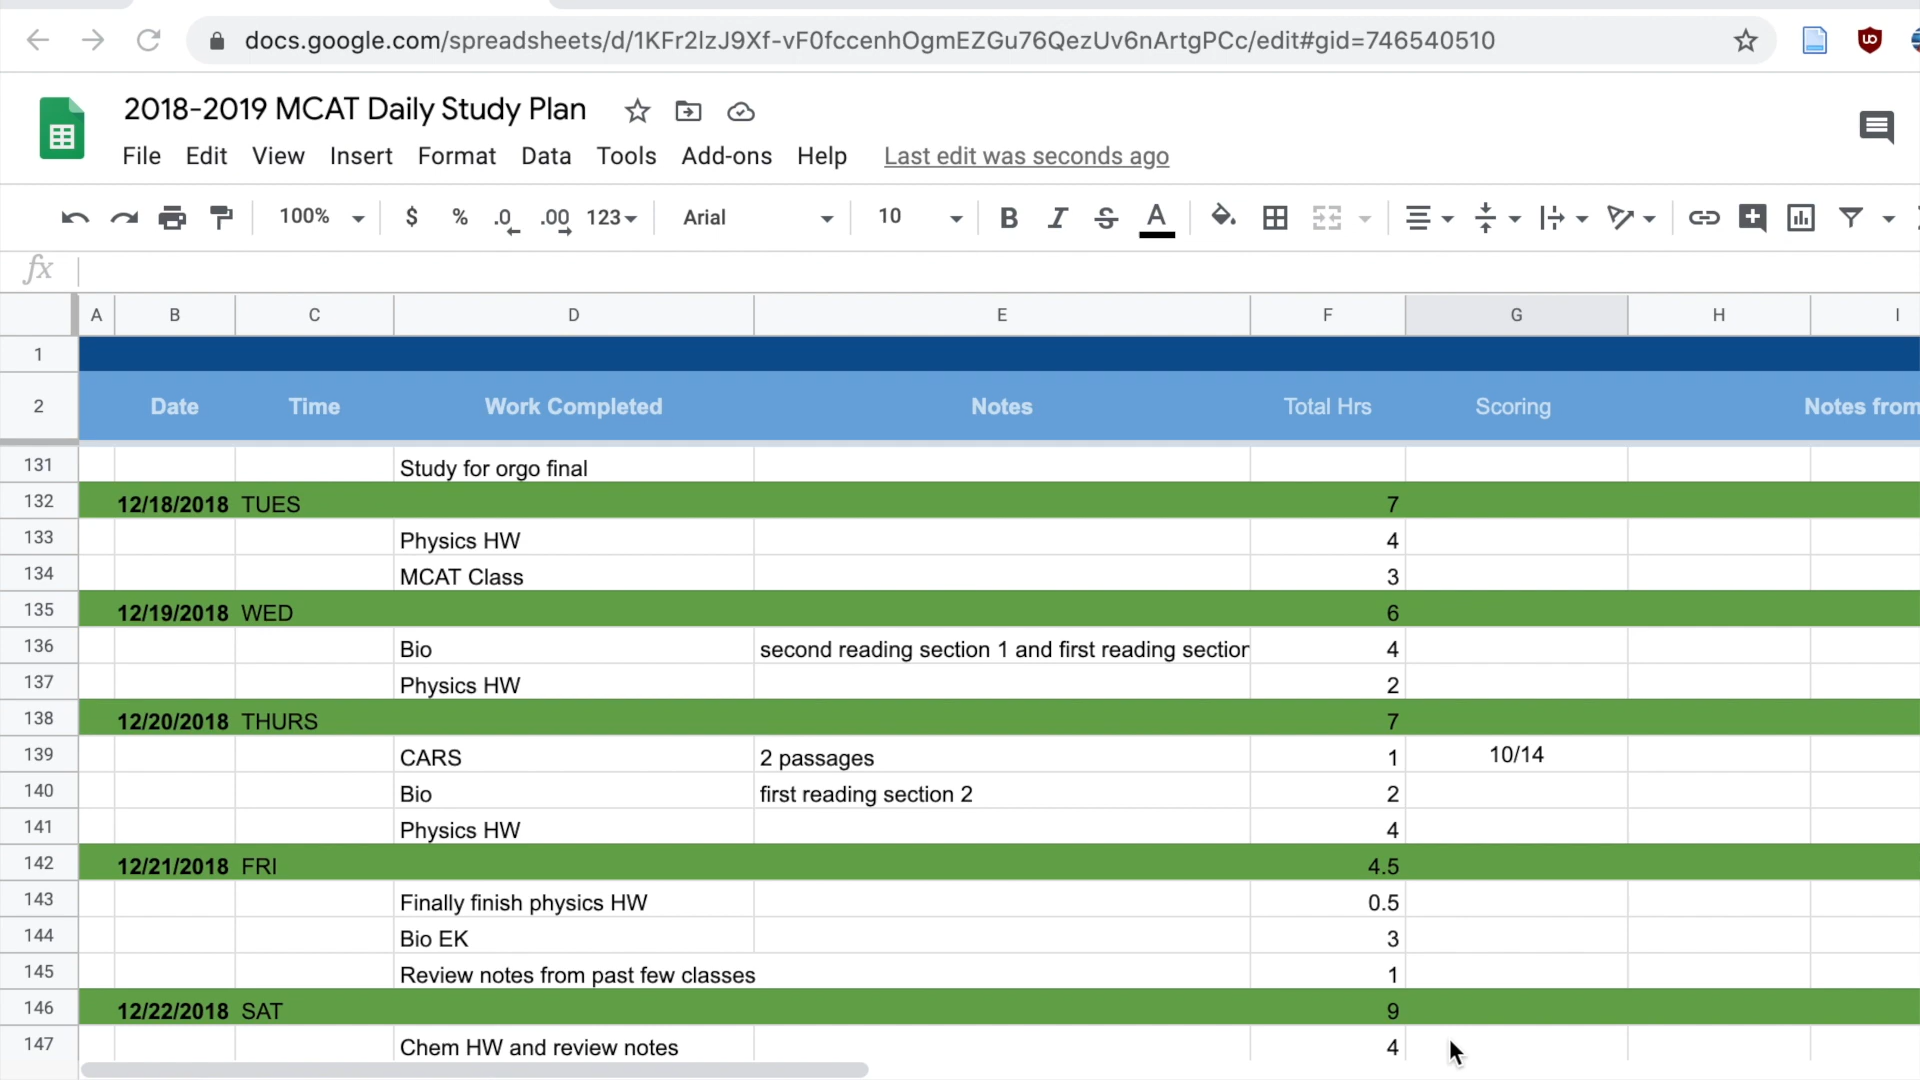 docs.google.com/spreadsheets/d/1KFr2lzJ9Xf-vF0fccenhOgmEZGu76QezUv6nArtgPCc/edit#gid=746540510
2018-2019 MCAT Daily Study Plan
File Edit View Insert Format Data Tools Add-ons Help Last edit was seconds ago
100% $ % .0 .00 123 Arial 10 B I S A
fx
A B C D E F G H I
1
2 Date Time Work Completed Notes Total Hrs Scoring Notes from
131 Study for orgo final
132 12/18/2018 TUES 7
133 Physics HW 4
134 MCAT Class 3
135 12/19/2018 WED 6
136 Bio second reading section 1 and first reading section 4
137 Physics HW 2
138 12/20/2018 THURS 7
139 CARS 2 passages 1 10/14
140 Bio first reading section 2 2
141 Physics HW 4
142 12/21/2018 FRI 4.5
143 Finally finish physics HW 0.5
144 Bio EK 3
145 Review notes from past few classes 1
146 12/22/2018 SAT 9
147 Chem HW and review notes 4